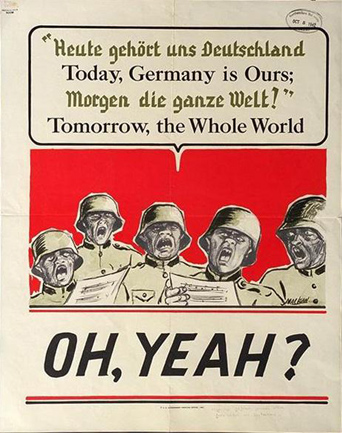 "Heute gehört uns Deutschland
Today, Germany is Ours;
Morgen die ganze Welt!"
Tomorrow, the Whole World
OH, YEAH?